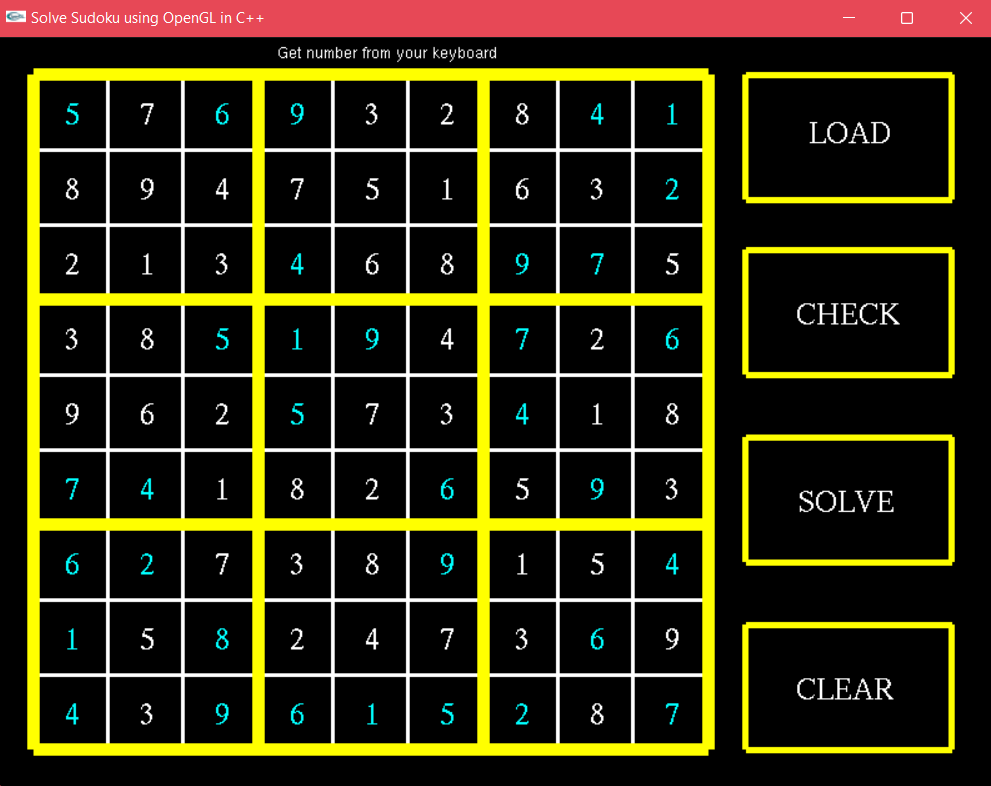 Solve Sudoku using OpenGL in C++
Get number from your keyboard
5 7 6 9 3 2 8 4 1
8 9 4 7 5 1 6 3 2
2 1 3 4 6 8 9 7 5
3 8 5 1 9 4 7 2 6
9 6 2 5 7 3 4 1 8
7 4 1 8 2 6 5 9 3
6 2 7 3 8 9 1 5 4
1 5 8 2 4 7 3 6 9
4 3 9 6 1 5 2 8 7
LOAD
CHECK
SOLVE
CLEAR